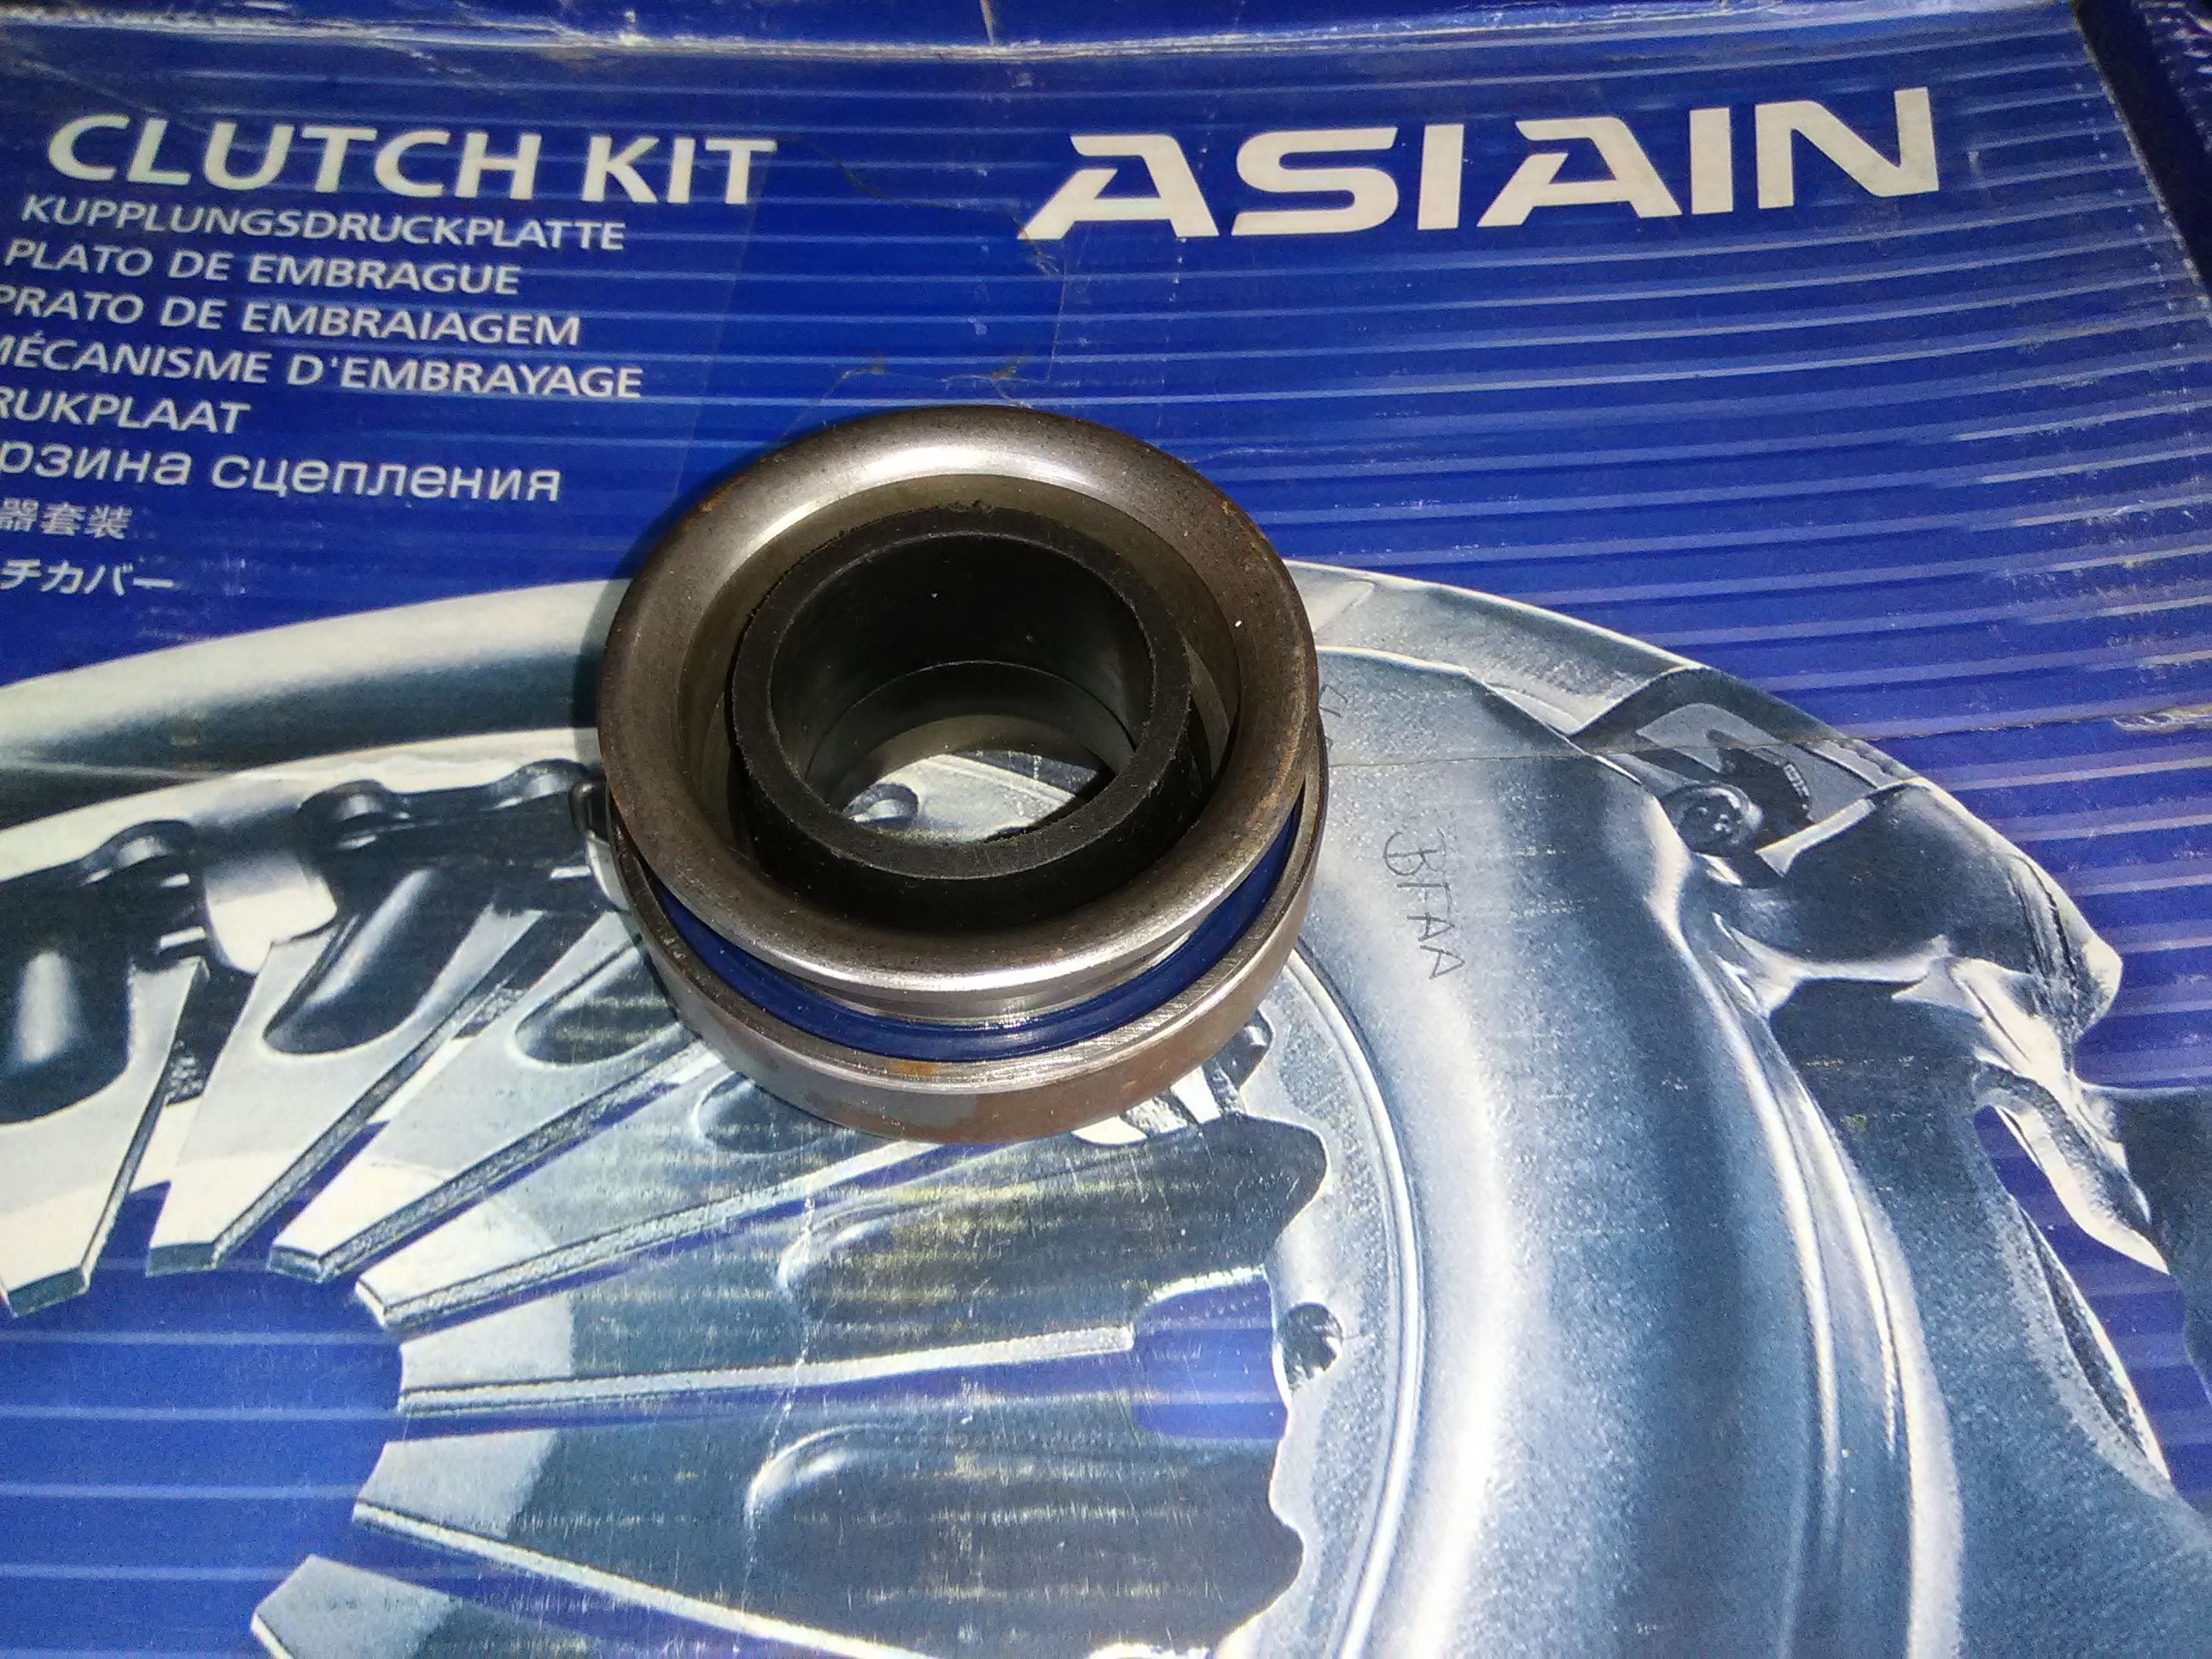 CLUTCH KIT
ASIAIN
KUPPLUNGSDRUCKPLATTE
PLATO DE EMBRAGUE
PRATO DE EMBRAIAGEM
MÉCANISME D'EMBRAYAGE
RUKPLAAT
рзина сцепления
器套装
チカバー